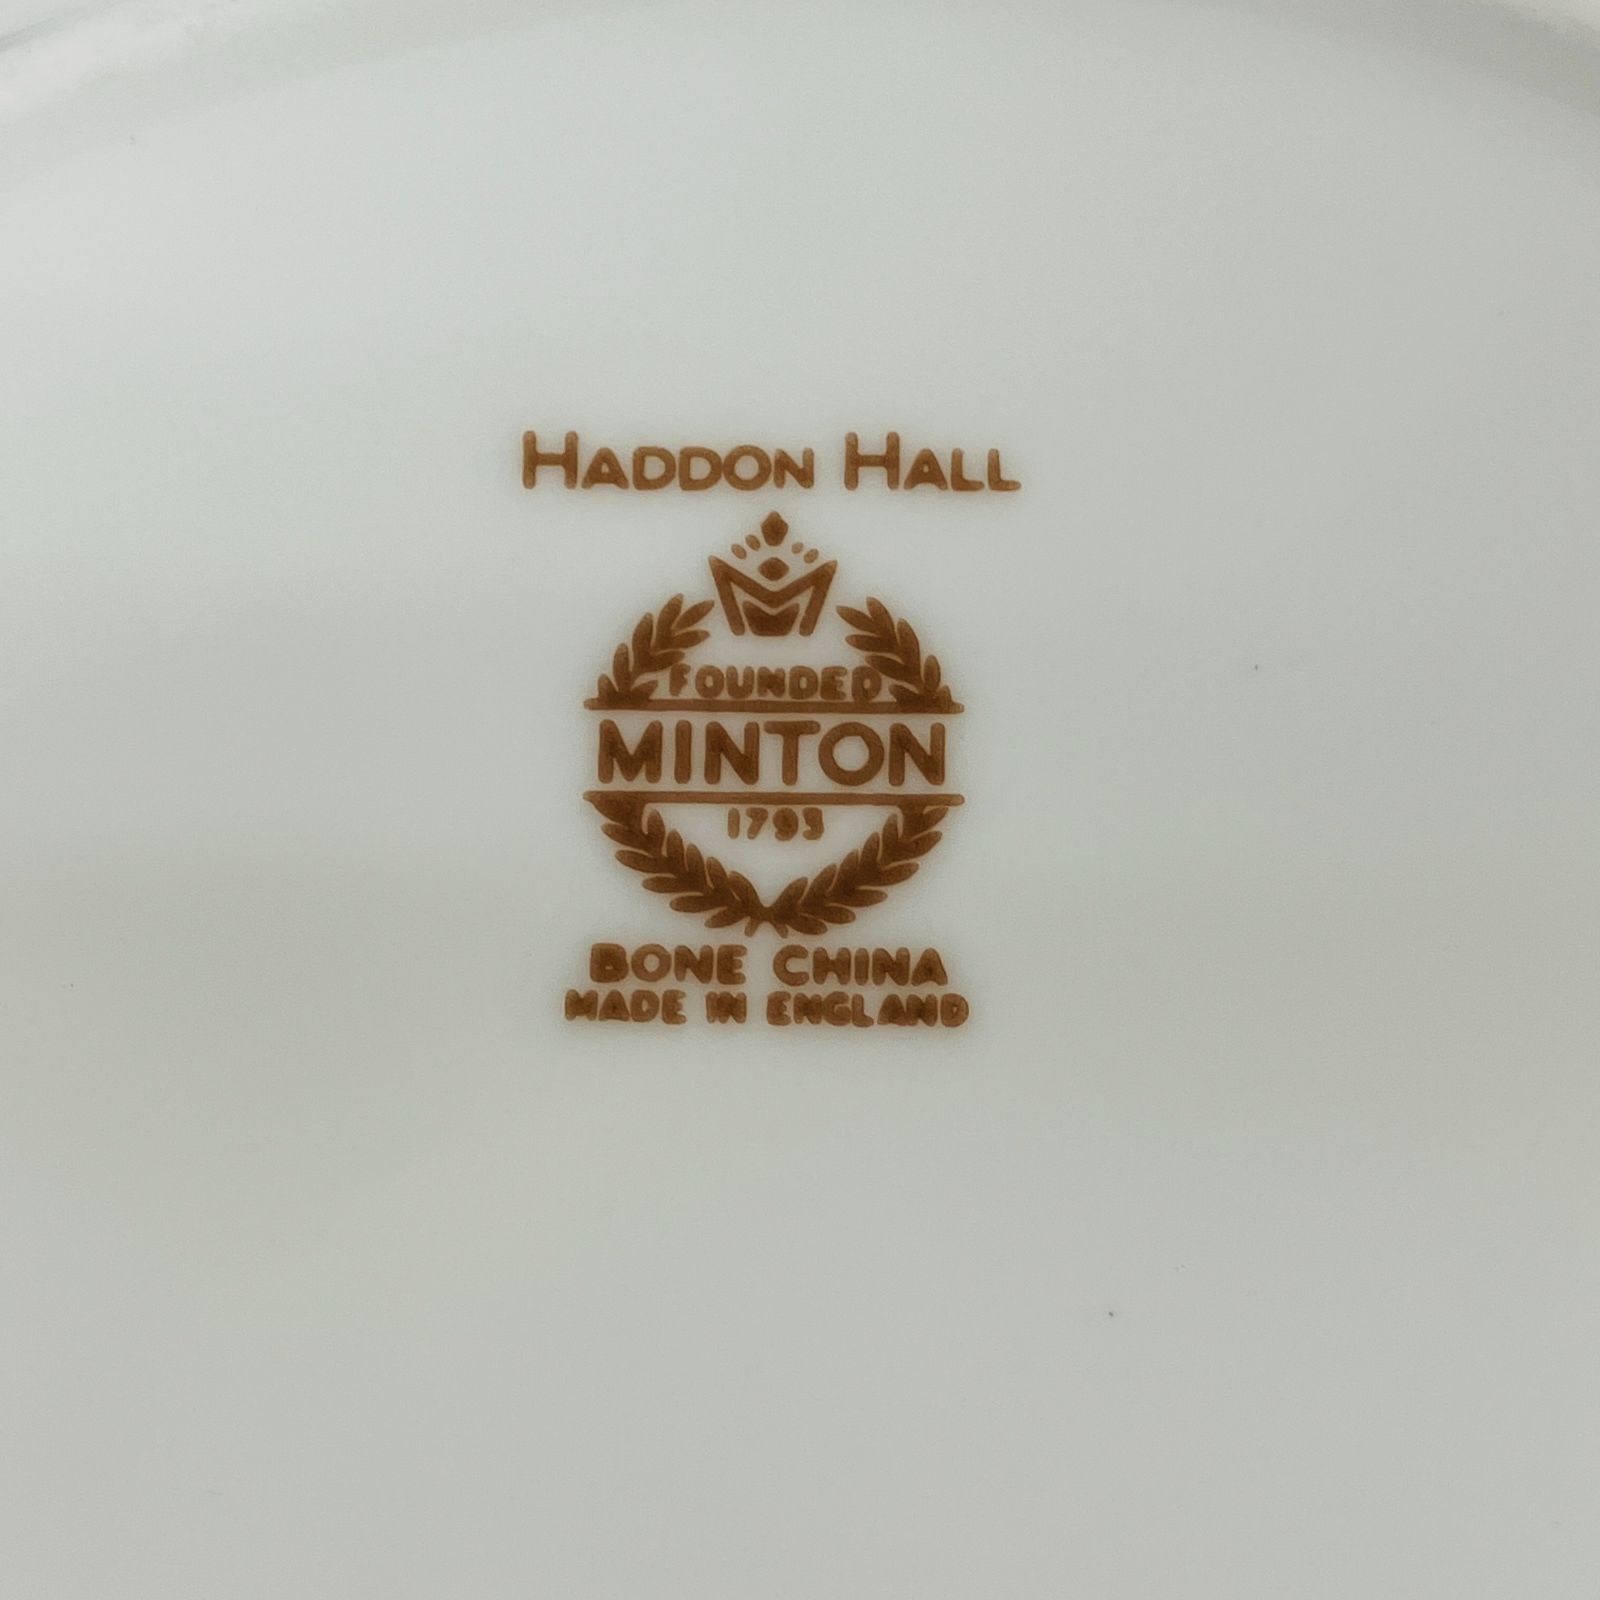 HADDON HALL
FOUNDED
MINTON
1793
BONE CHINA
MADE IN ENGLAND